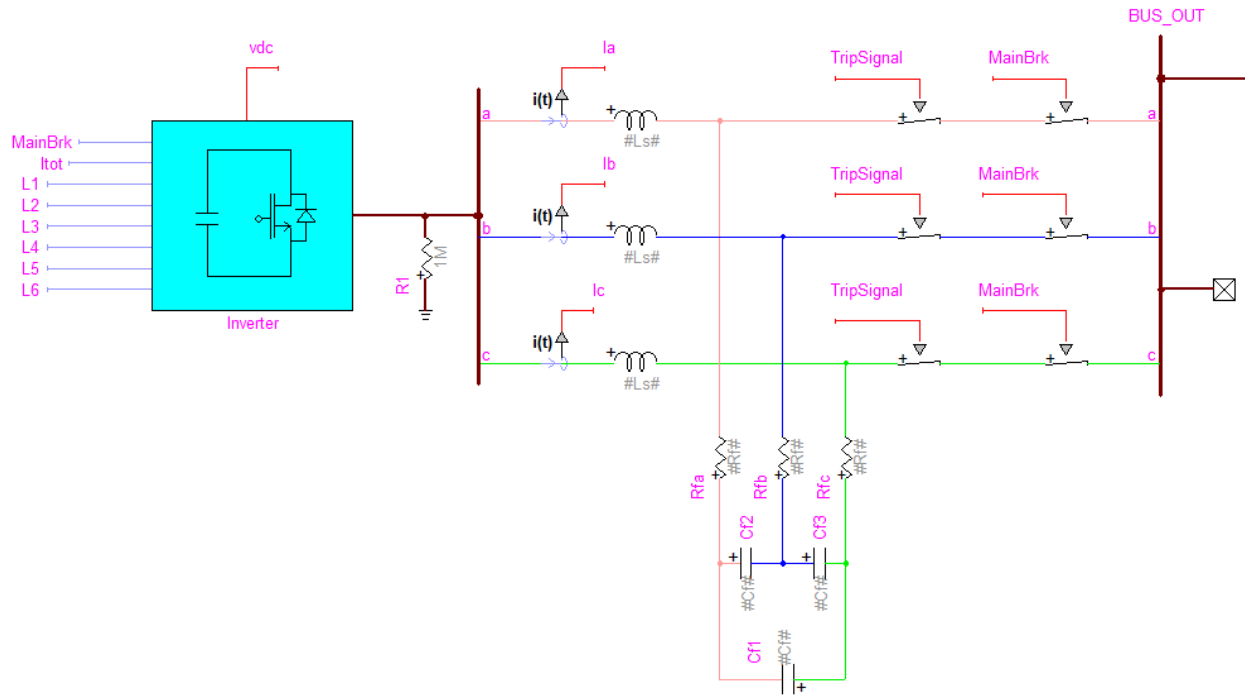 BUS_OUT
vdc
Ia
TripSignal
MainBrk
i(t)
+
+
+
a
a
#Ls#
MainBrk
Itot
L1
L2
L3
L4
L5
L6
Inverter
R1
+
1M
Ib
TripSignal
MainBrk
i(t)
+
+
+
b
b
#Ls#
Ic
TripSignal
MainBrk
i(t)
+
+
+
c
c
#Ls#
Rfa
+
#Rf#
Rfb
+
#Rf#
Rfc
+
#Rf#
Cf2
+
#Cf#
Cf3
+
#Cf#
Cf1
#Cf#
+